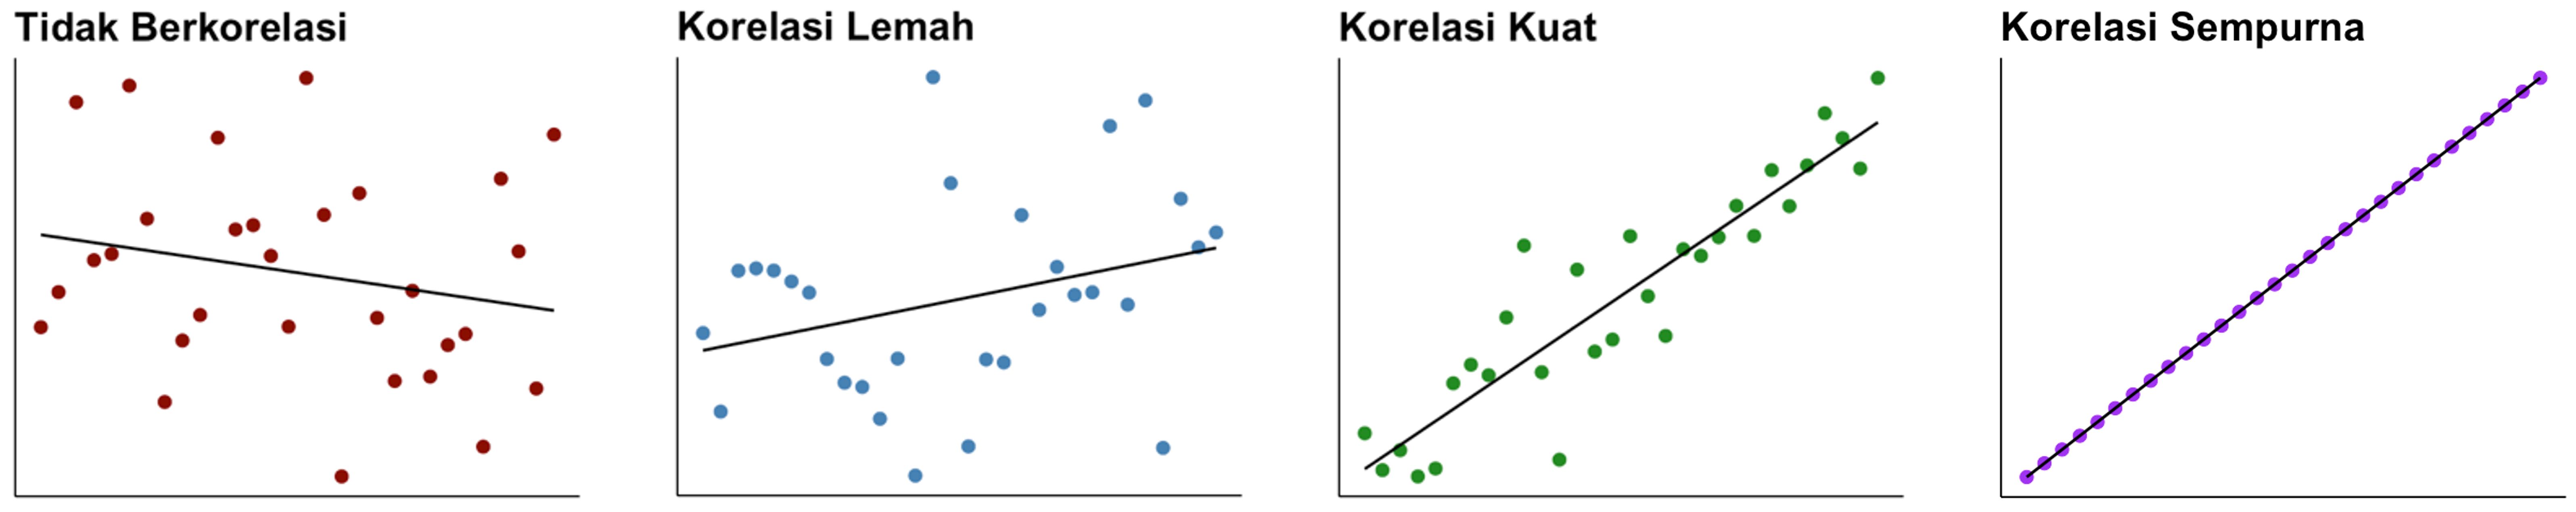 Tidak Berkorelasi
Korelasi Lemah
Korelasi Kuat
Korelasi Sempurna